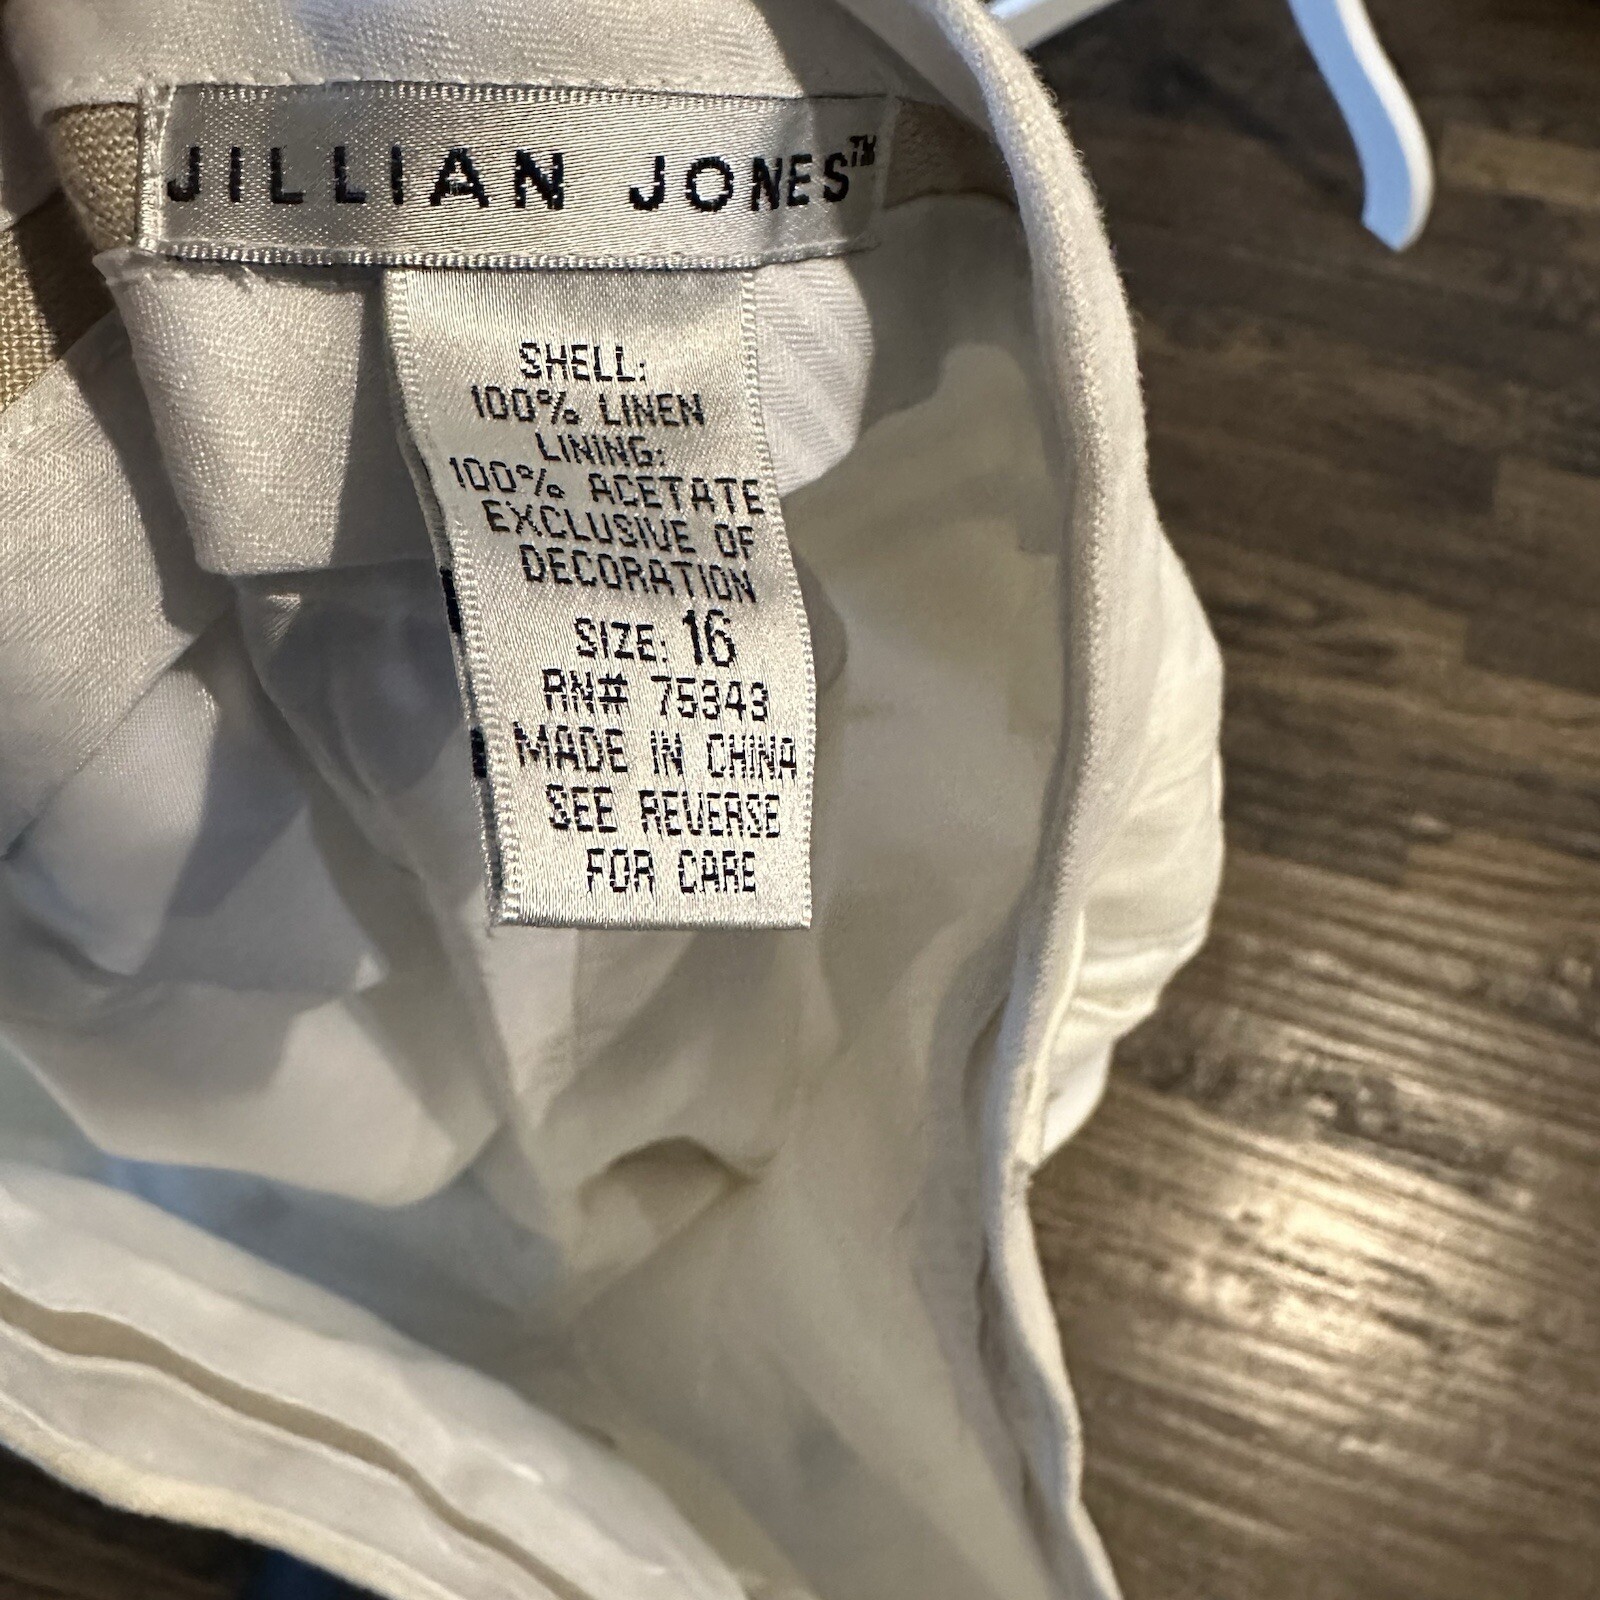 JILLIAN JONES™
SHELL:
100% LINEN
LINING:
100% ACETATE
EXCLUSIVE OF
DECORATION
SIZE: 16
RN# 75343
MADE IN CHINA
SEE REVERSE
FOR CARE